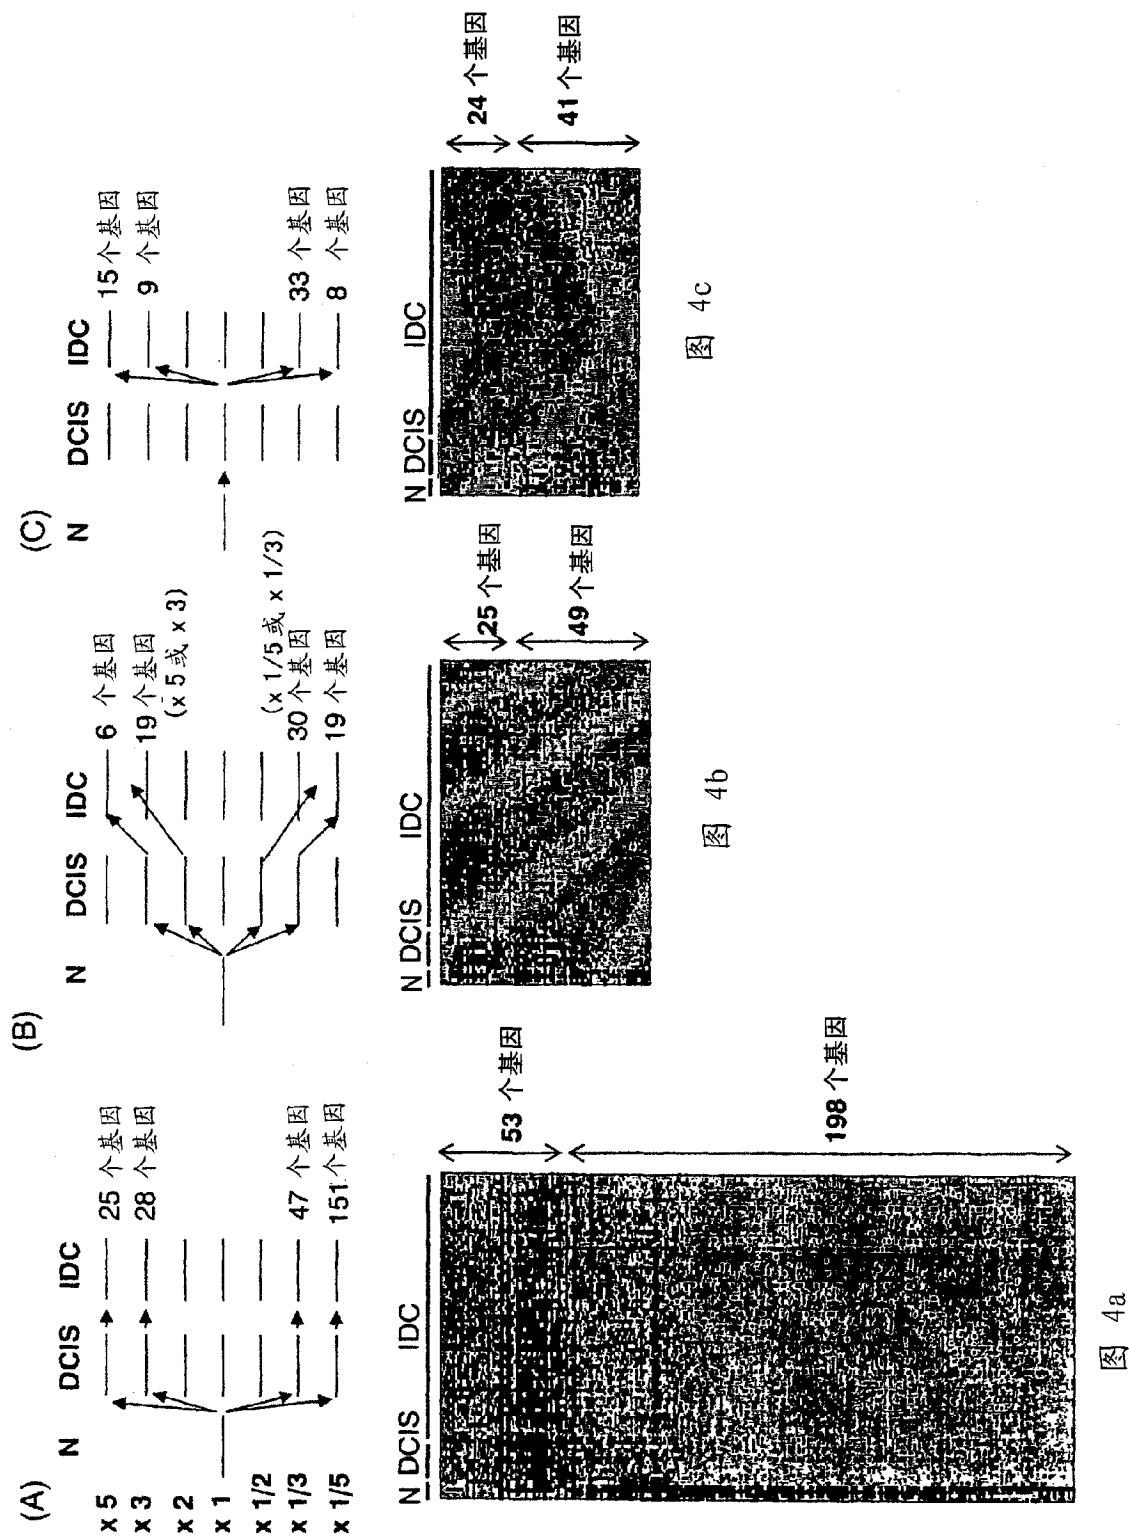 (A)
N DCIS IDC
x 5
x 3
x 2
x 1
x 1/2
x 1/3
x 1/5
25 个基因
28 个基因
47 个基因
151 个基因
N DCIS IDC
53 个基因
198 个基因
图 4a
(B)
N DCIS IDC
6 个基因
19 个基因
(x 5 或 x 3)
(x 1/5 或 x 1/3)
30 个基因
19 个基因
N DCIS IDC
25 个基因
49 个基因
图 4b
(C)
N DCIS IDC
15 个基因
9 个基因
33 个基因
8 个基因
N DCIS IDC
24 个基因
41 个基因
图 4c